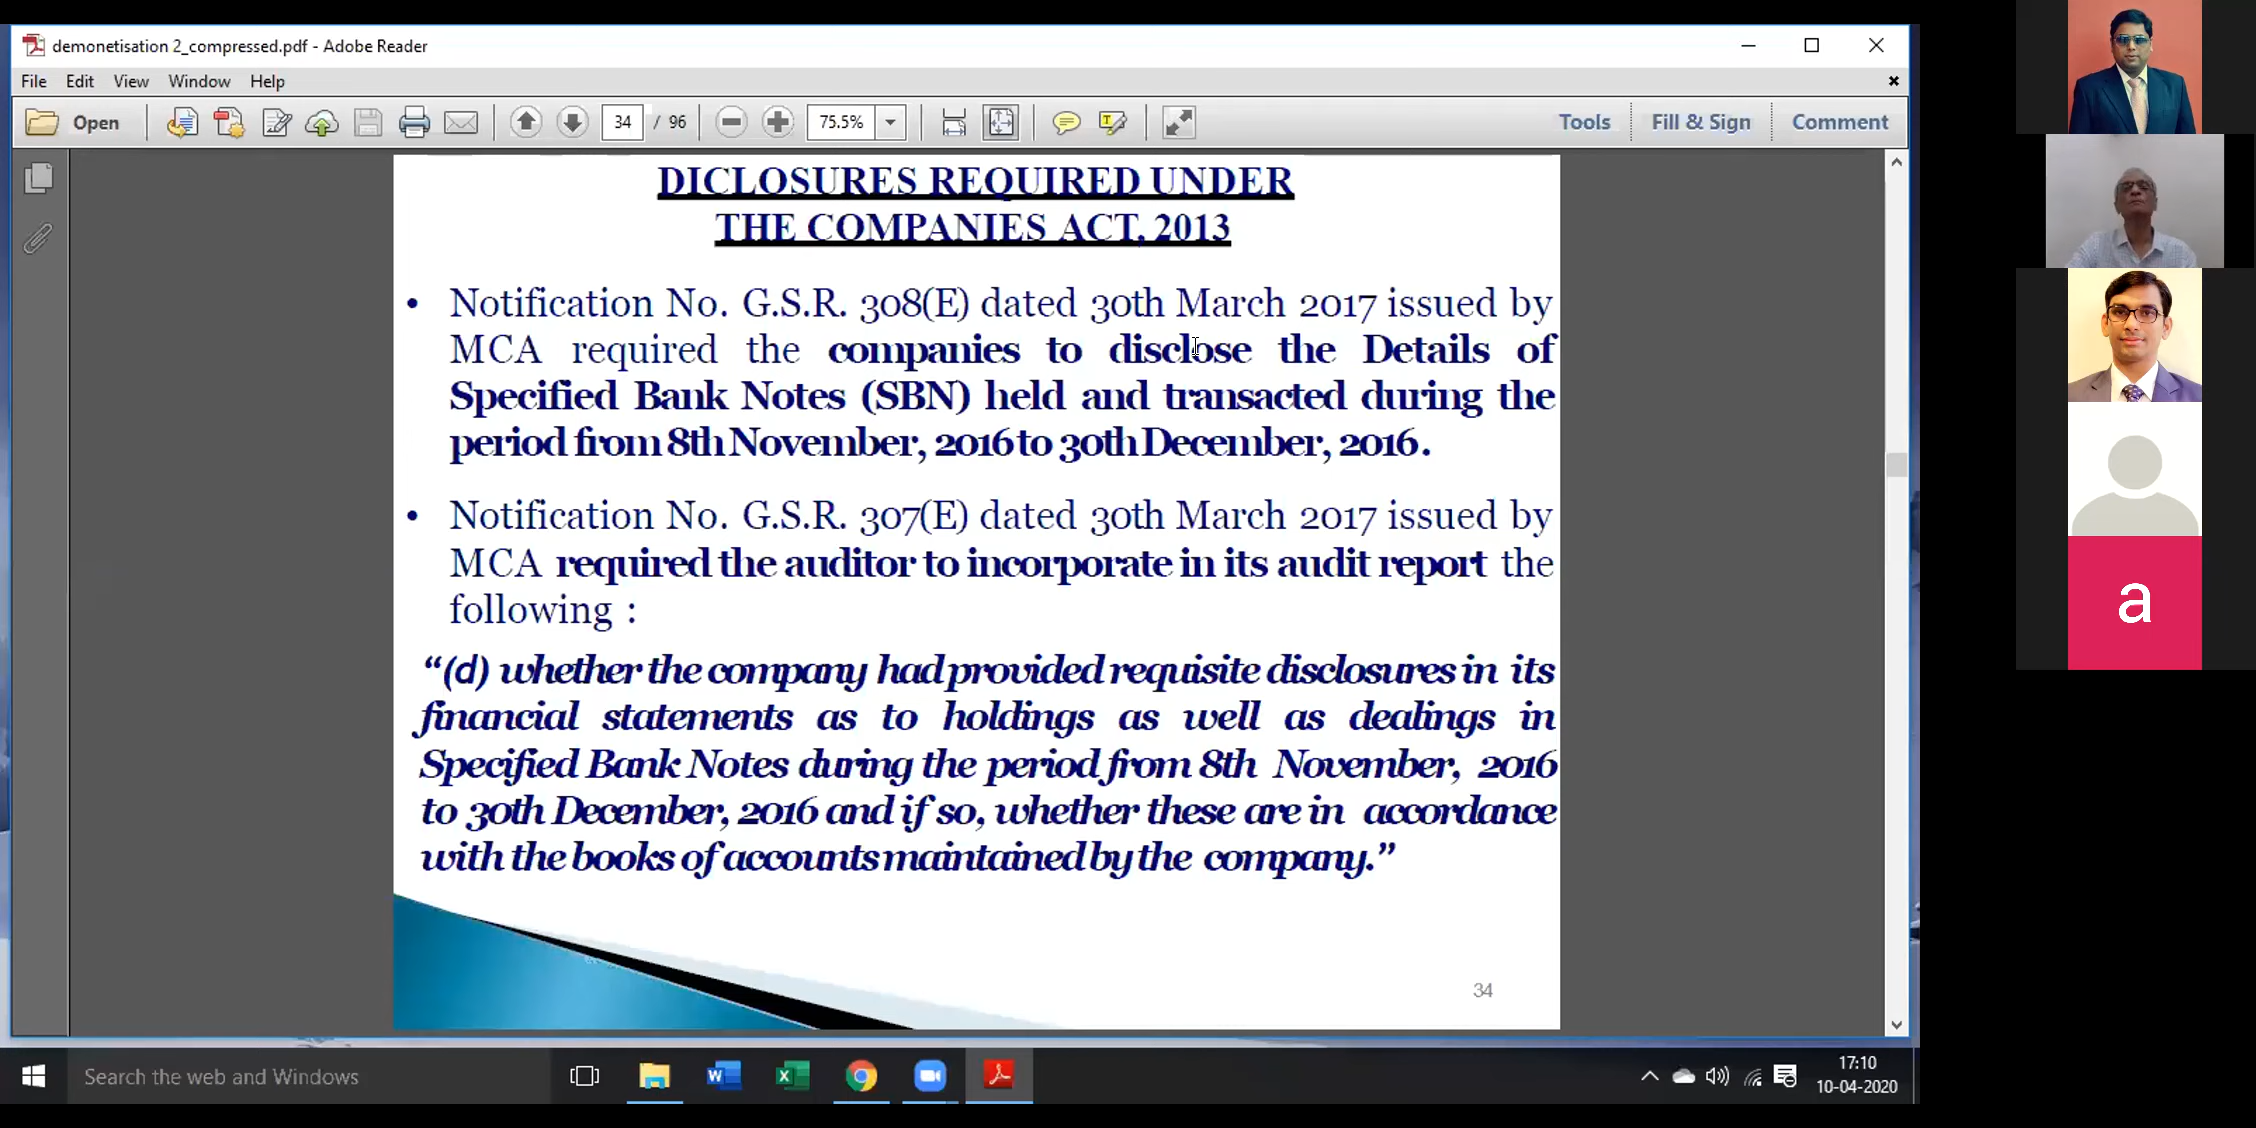 demonetisation 2_compressed.pdf - Adobe Reader
File Edit View Window Help
Open 34 / 96 75.5% Tools Fill & Sign Comment
DICLOSURES REQUIRED UNDER
THE COMPANIES ACT, 2013
• Notification No. G.S.R. 308(E) dated 30th March 2017 issued by
MCA required the companies to disclose the Details of
Specified Bank Notes (SBN) held and transacted during the
period from 8th November, 2016 to 30th December, 2016.
• Notification No. G.S.R. 307(E) dated 30th March 2017 issued by
MCA required the auditor to incorporate in its audit report the
following :
“(d) whether the company had provided requisite disclosures in its
financial statements as to holdings as well as dealings in
Specified Bank Notes during the period from 8th November, 2016
to 30th December, 2016 and if so, whether these are in accordance
with the books of accounts maintained by the company.”
34
a
Search the web and Windows
17:10
10-04-2020